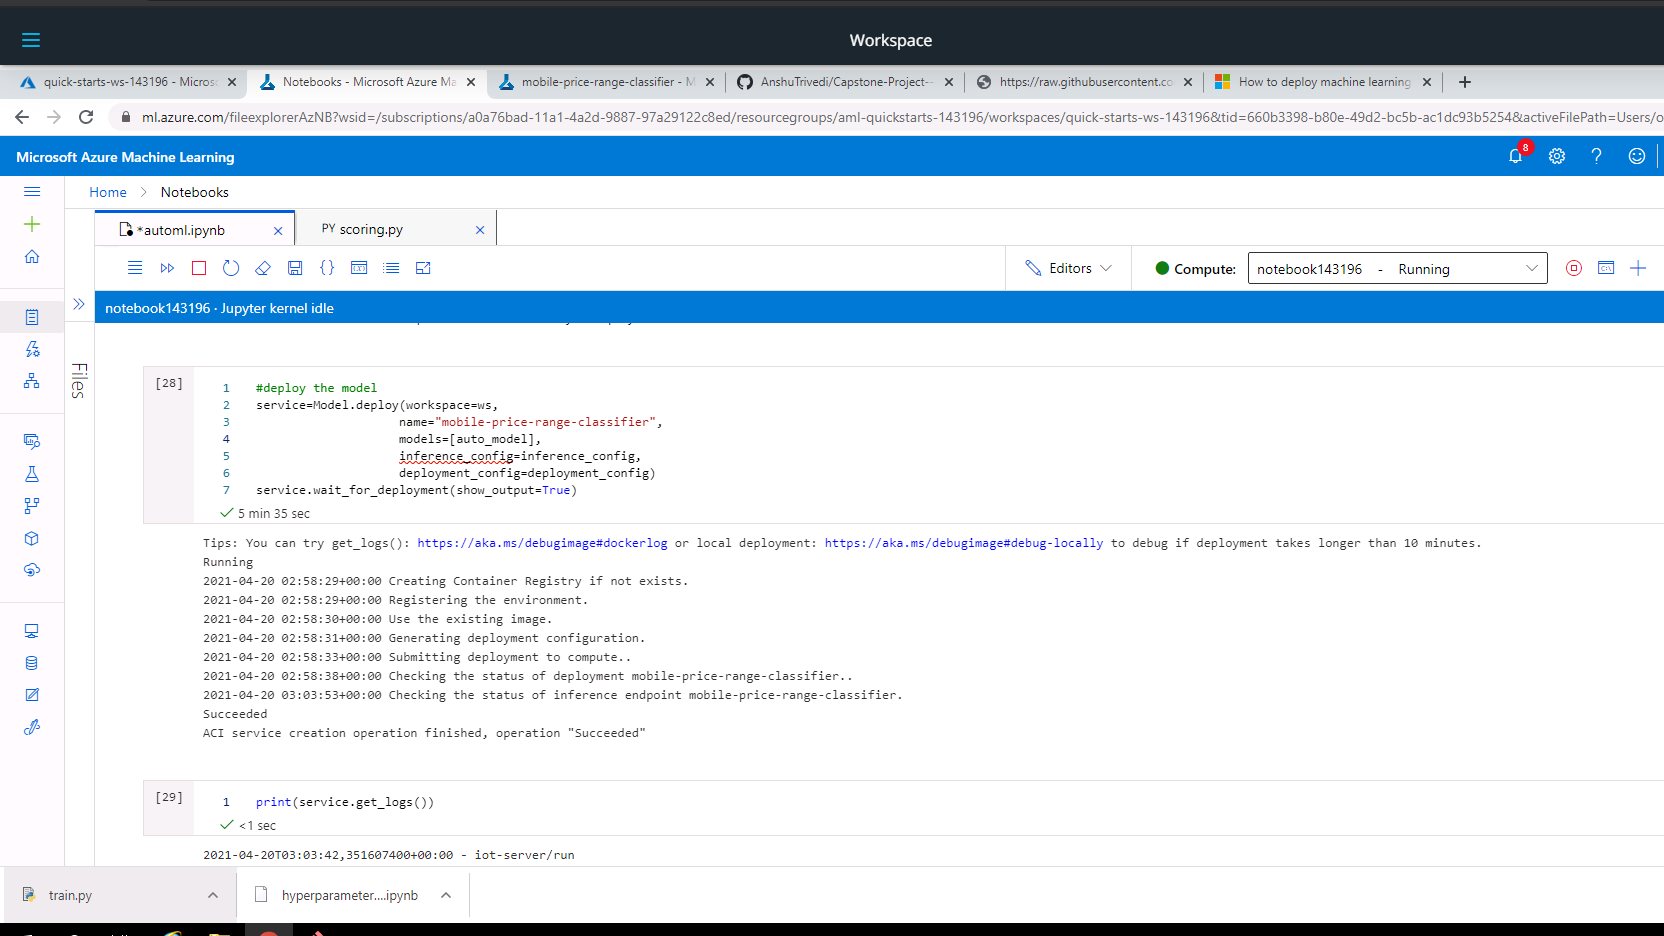 Workspace
quick-starts-ws-143196 - Micros
Notebooks - Microsoft Azure Ma
mobile-price-range-classifier - M
AnshuTrivedi/Capstone-Project--
https://raw.githubusercontent.co
How to deploy machine learning
ml.azure.com/fileexplorerAzNB?wsid=/subscriptions/a0a76bad-11a1-4a2d-9887-97a29122c8ed/resourcegroups/aml-quickstarts-143196/workspaces/quick-starts-ws-143196&tid=660b3398-b80e-49d2-bc5b-ac1dc93b5254&activeFilePath=Users/o
Microsoft Azure Machine Learning
8
Home > Notebooks
*automl.ipynb
PY scoring.py
Editors
Compute:
notebook143196 - Running
notebook143196 · Jupyter kernel idle
Files
[28]
1 #deploy the model
2 service=Model.deploy(workspace=ws,
3 name="mobile-price-range-classifier",
4 models=[auto_model],
5 inference_config=inference_config,
6 deployment_config=deployment_config)
7 service.wait_for_deployment(show_output=True)
5 min 35 sec
Tips: You can try get_logs(): https://aka.ms/debugimage#dockerlog or local deployment: https://aka.ms/debugimage#debug-locally to debug if deployment takes longer than 10 minutes.
Running
2021-04-20 02:58:29+00:00 Creating Container Registry if not exists.
2021-04-20 02:58:29+00:00 Registering the environment.
2021-04-20 02:58:30+00:00 Use the existing image.
2021-04-20 02:58:31+00:00 Generating deployment configuration.
2021-04-20 02:58:33+00:00 Submitting deployment to compute..
2021-04-20 02:58:38+00:00 Checking the status of deployment mobile-price-range-classifier..
2021-04-20 03:03:53+00:00 Checking the status of inference endpoint mobile-price-range-classifier.
Succeeded
ACI service creation operation finished, operation "Succeeded"
[29]
1 print(service.get_logs())
<1 sec
2021-04-20T03:03:42,351607400+00:00 - iot-server/run
train.py
hyperparameter....ipynb